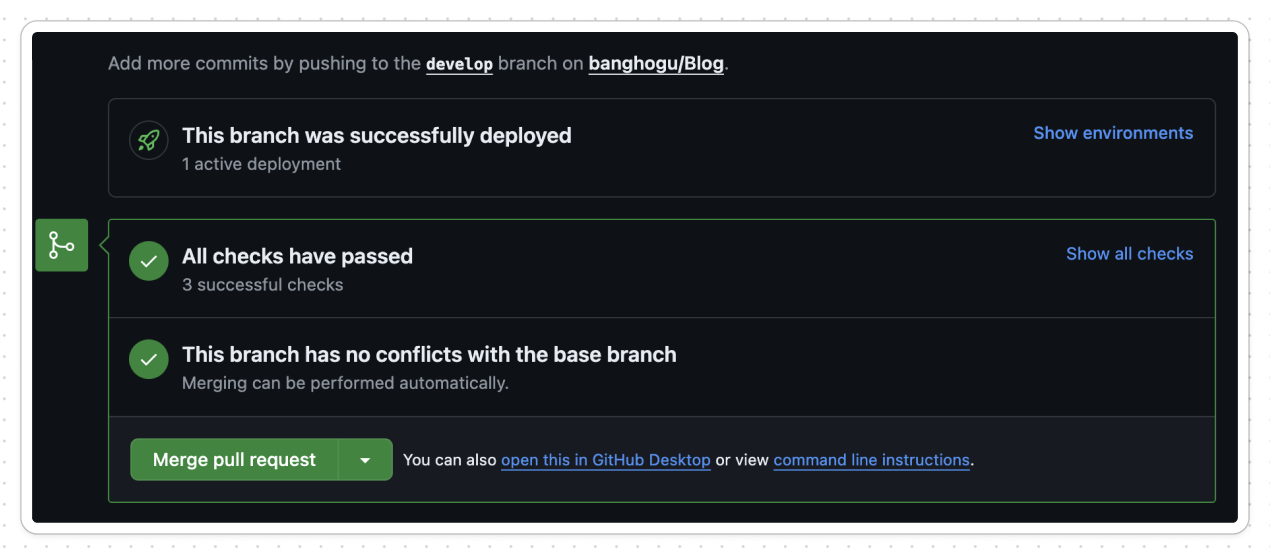 Add more commits by pushing to the develop branch on banghogu/Blog.
This branch was successfully deployed
Show environments
1 active deployment
All checks have passed
Show all checks
3 successful checks
This branch has no conflicts with the base branch
Merging can be performed automatically.
Merge pull request
You can also open this in GitHub Desktop or view command line instructions.